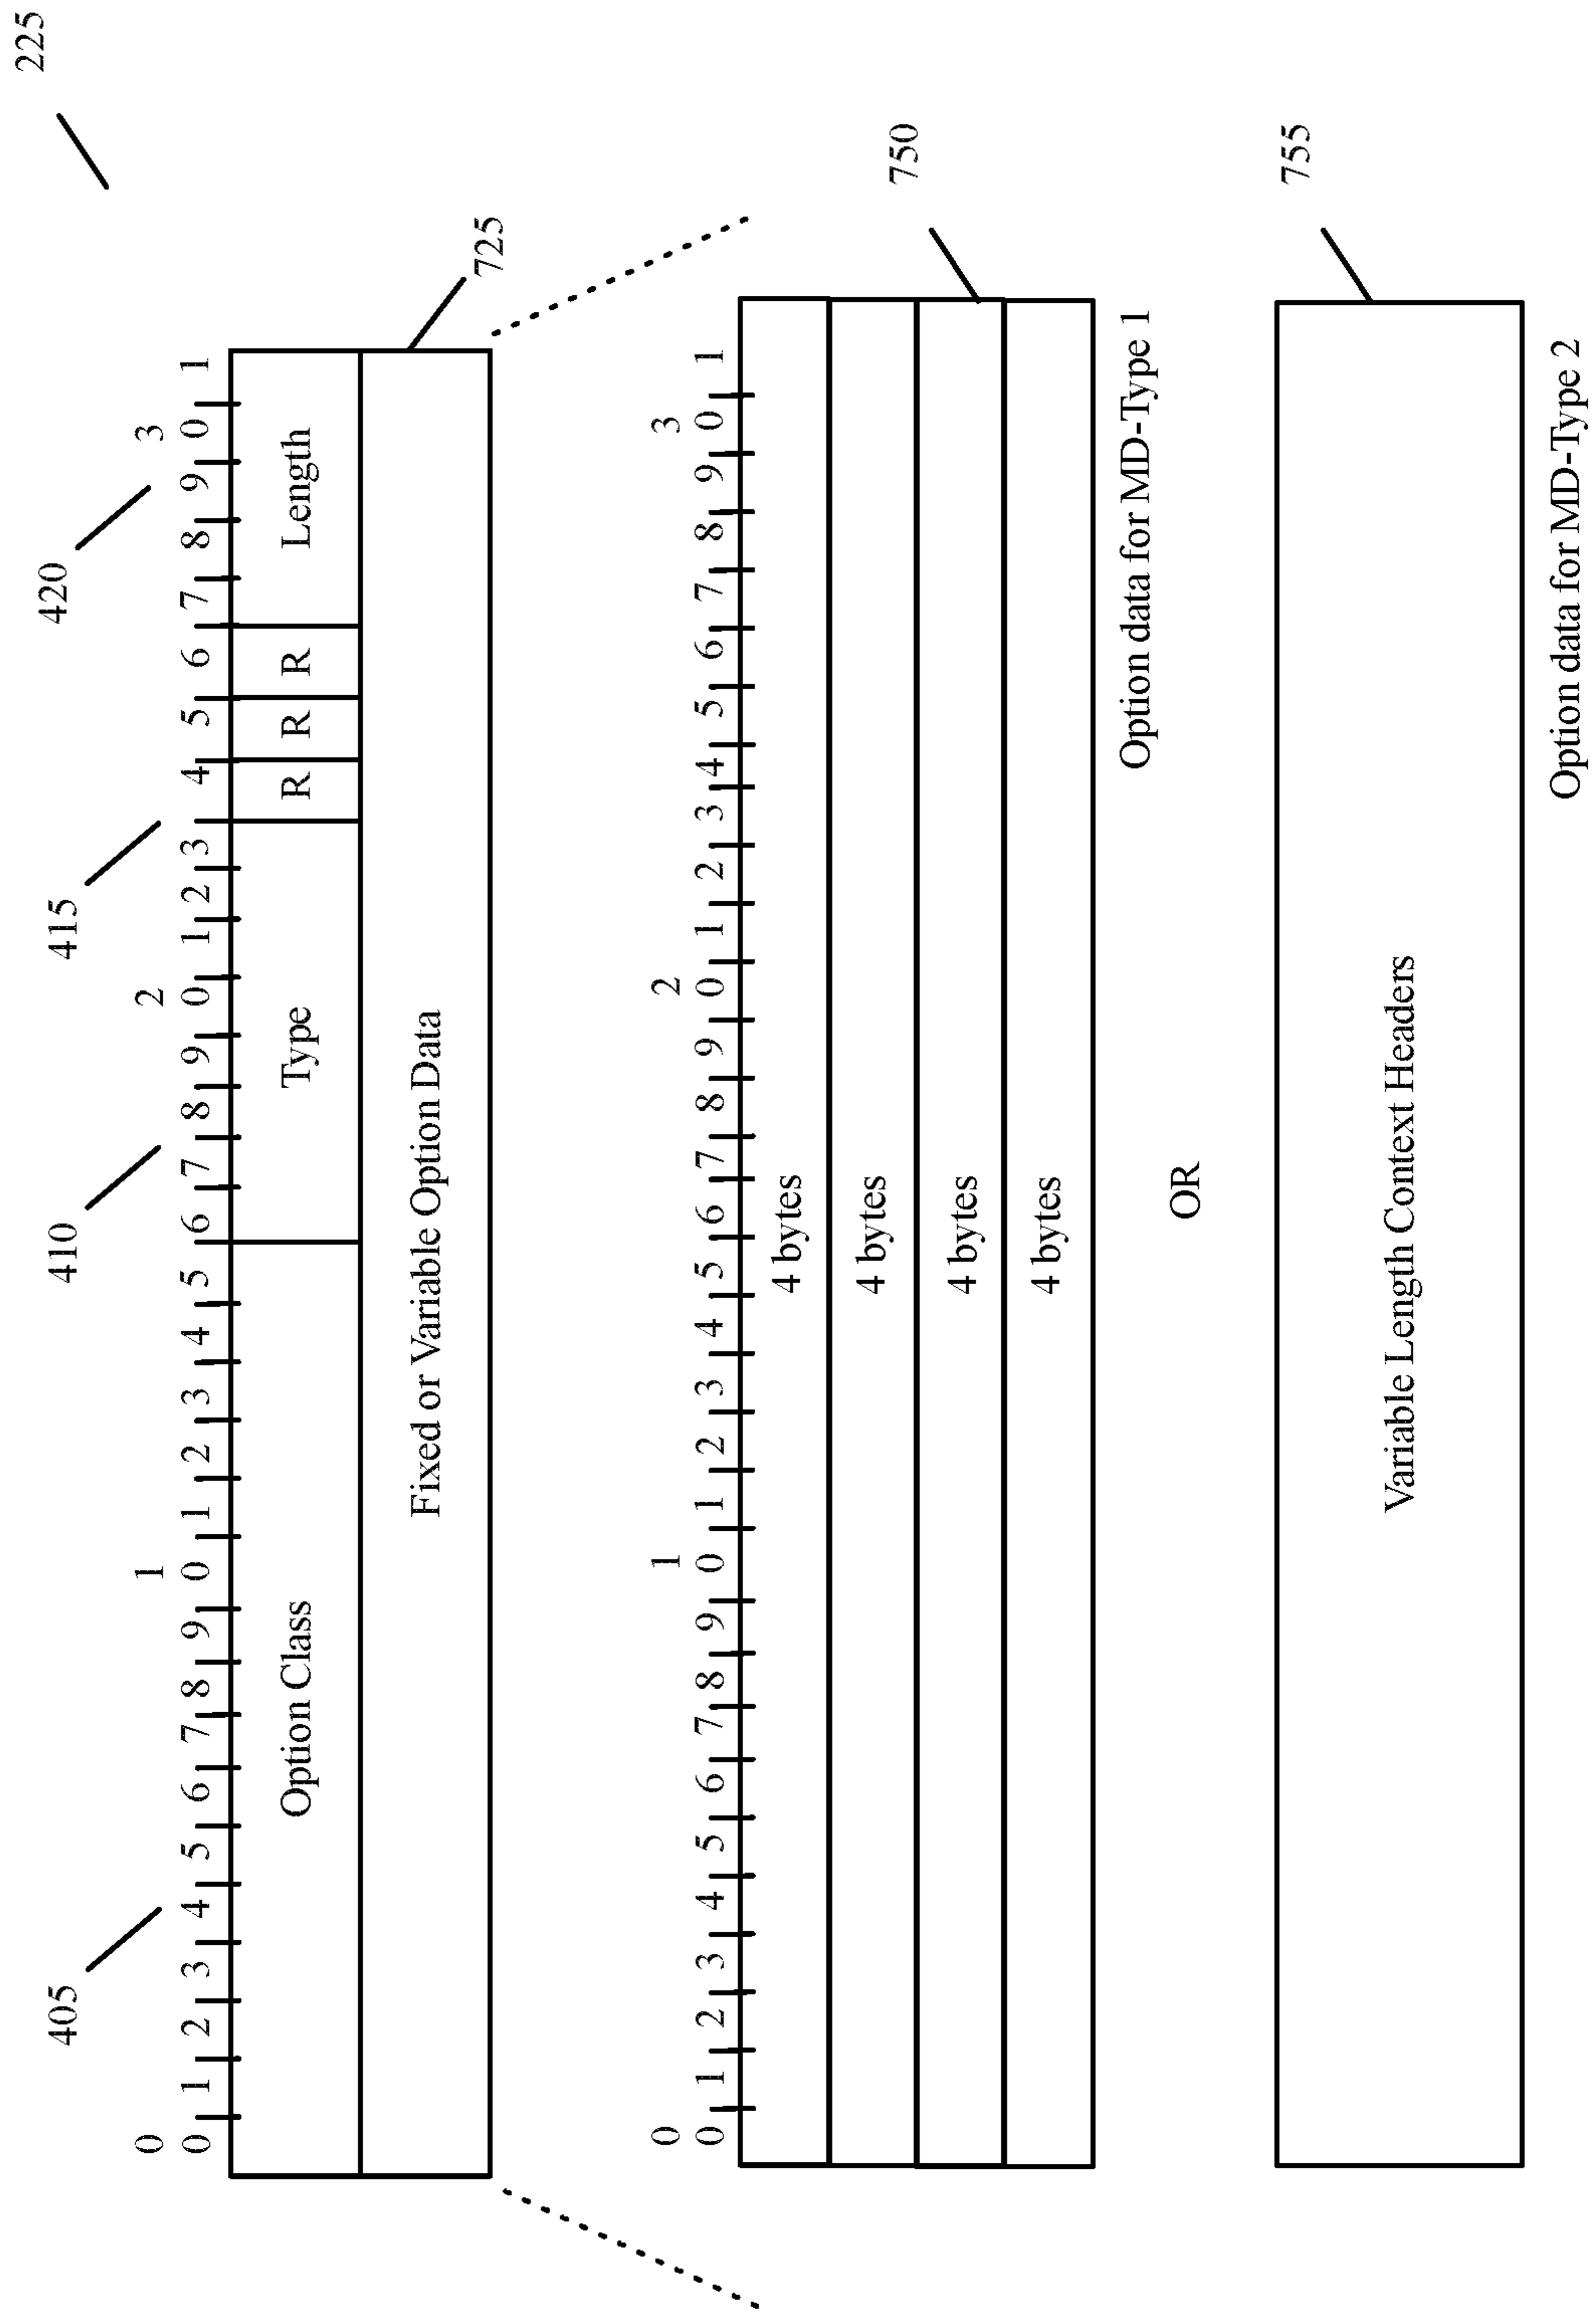 225
405 410 415 420
0 1 2 3
0 1 2 3 4 5 6 7 8 9 0 1 2 3 4 5 6 7 8 9 0 1 2 3 4 5 6 7 8 9 0 1
Option Class Type R R R Length
Fixed or Variable Option Data
725
0 1 2 3
0 1 2 3 4 5 6 7 8 9 0 1 2 3 4 5 6 7 8 9 0 1 2 3 4 5 6 7 8 9 0 1
4 bytes
4 bytes
4 bytes
4 bytes
750
Option data for MD-Type 1
OR
755
Variable Length Context Headers
Option data for MD-Type 2